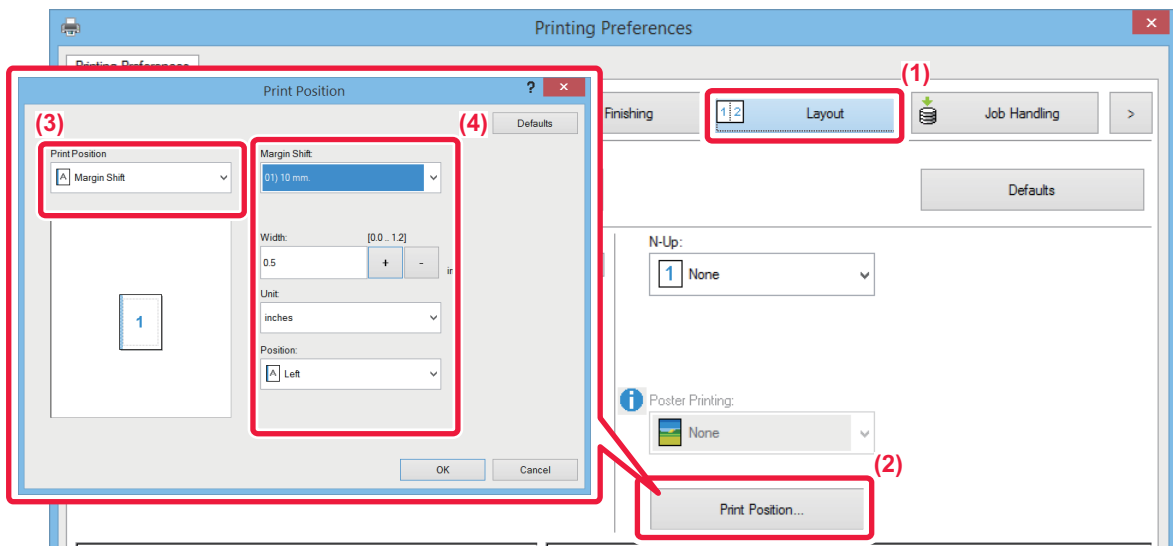 Printing Preferences
Printing Preferences
(1)
Print Position
?
(3)
(4)
Defaults
Finishing
1 2
Layout
Job Handling
>
Print Position
A Margin Shift
Margin Shift:
01) 10 mm.
Defaults
Width:
[0.0 .. 1.2]
0.5
+
-
in
Unit:
inches
1
Position:
A Left
N-Up:
1 None
Poster Printing:
None
(2)
OK
Cancel
Print Position...